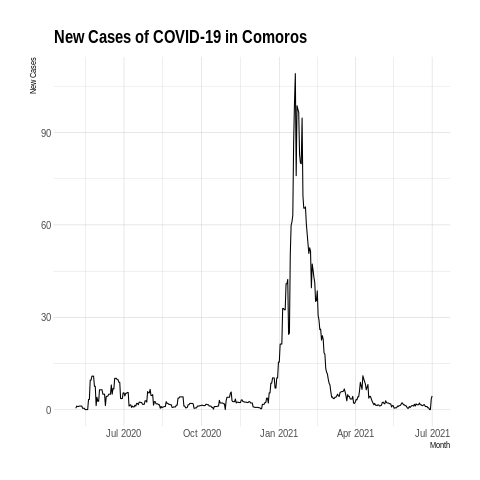 New Cases of COVID-19 in Comoros
New Cases
90
60
30
0
Jul 2020 Oct 2020 Jan 2021 Apr 2021 Jul 2021
Month